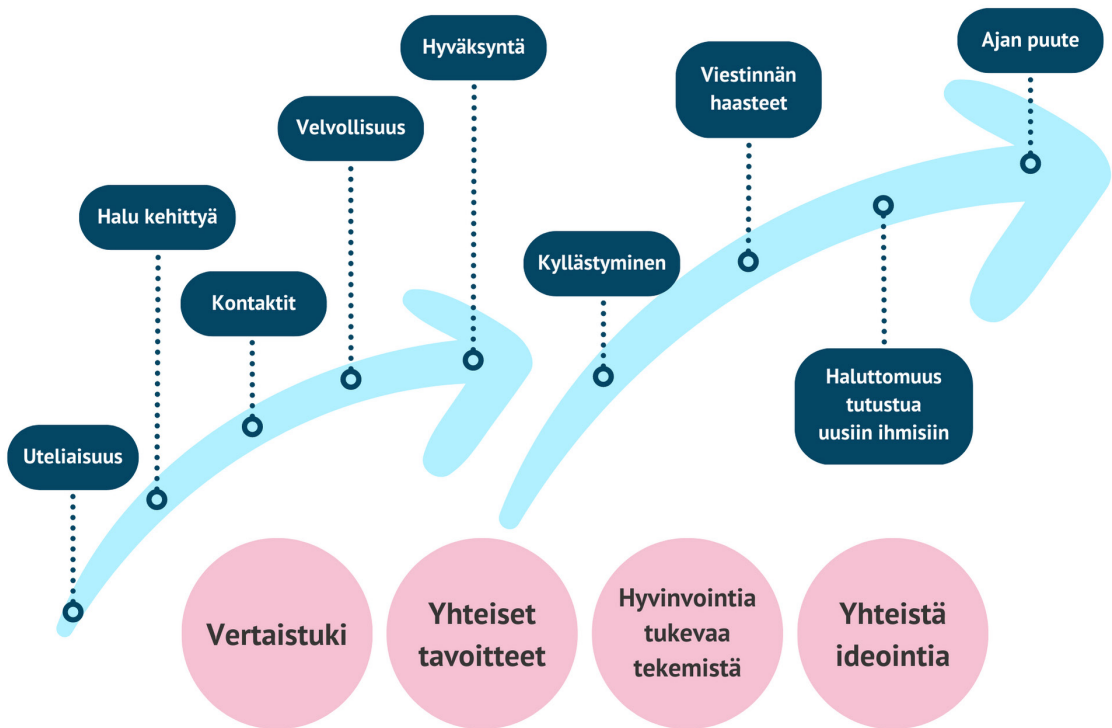 Uteliaisuus
Halu kehittyä
Kontaktit
Velvollisuus
Hyväksyntä
Kyllästyminen
Viestinnän
haasteet
Haluttomuus
tutustua
uusiin ihmisiin
Ajan puute
Vertaistuki
Yhteiset
tavoitteet
Hyvinvointia
tukevaa
tekemistä
Yhteistä
ideointia